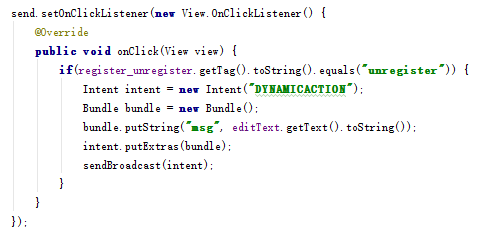 send.setOnClickListener(new View.OnClickListener() {
    @Override
    public void onClick(View view) {
        if(register_unregister.getTag().toString().equals("unregister")) {
            Intent intent = new Intent("DYNAMICACTION");
            Bundle bundle = new Bundle();
            bundle.putString("msg", editText.getText().toString());
            intent.putExtras(bundle);
            sendBroadcast(intent);
        }
    }
});